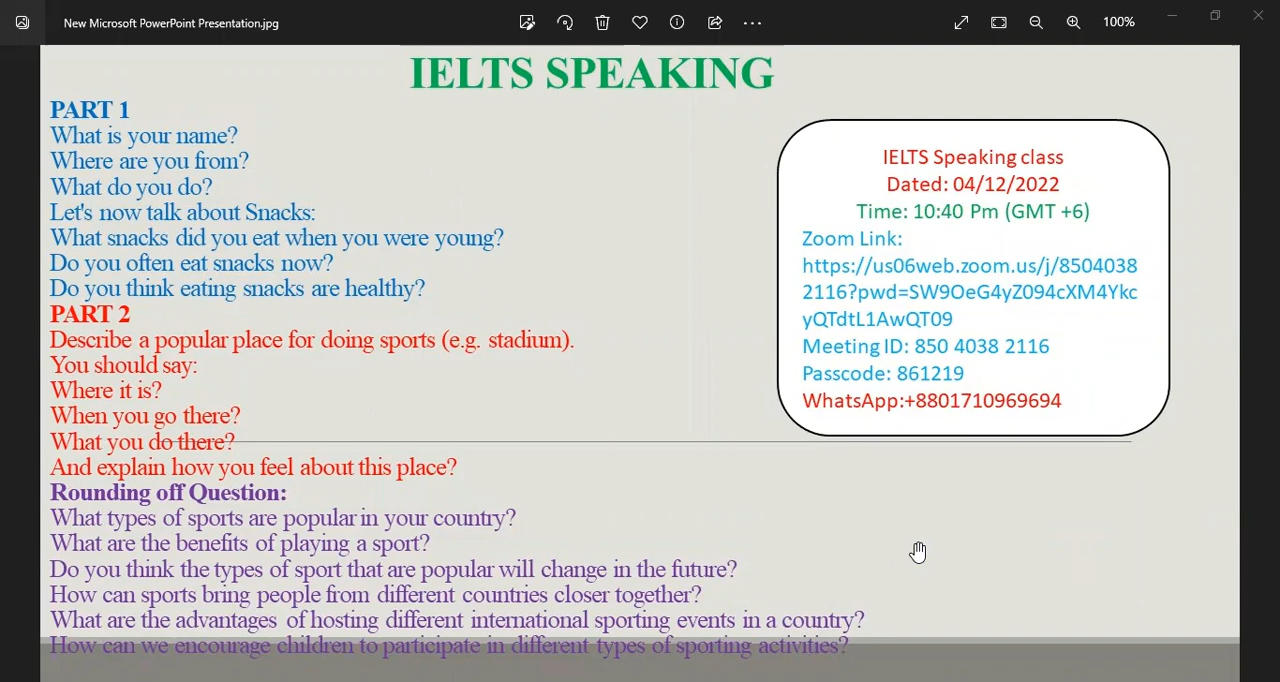 New Microsoft PowerPoint Presentation.jpg
100%
IELTS SPEAKING
PART 1
What is your name?
Where are you from?
What do you do?
Let's now talk about Snacks:
What snacks did you eat when you were young?
Do you often eat snacks now?
Do you think eating snacks are healthy?
PART 2
Describe a popular place for doing sports (e.g. stadium).
You should say:
Where it is?
When you go there?
What you do there?
And explain how you feel about this place?
Rounding off Question:
What types of sports are popular in your country?
What are the benefits of playing a sport?
Do you think the types of sport that are popular will change in the future?
How can sports bring people from different countries closer together?
What are the advantages of hosting different international sporting events in a country?
How can we encourage children to participate in different types of sporting activities?
IELTS Speaking class
Dated: 04/12/2022
Time: 10:40 Pm (GMT +6)
Zoom Link:
https://us06web.zoom.us/j/8504038
2116?pwd=SW9OeG4yZ094cXM4Ykc
yQTdtL1AwQT09
Meeting ID: 850 4038 2116
Passcode: 861219
WhatsApp:+8801710969694